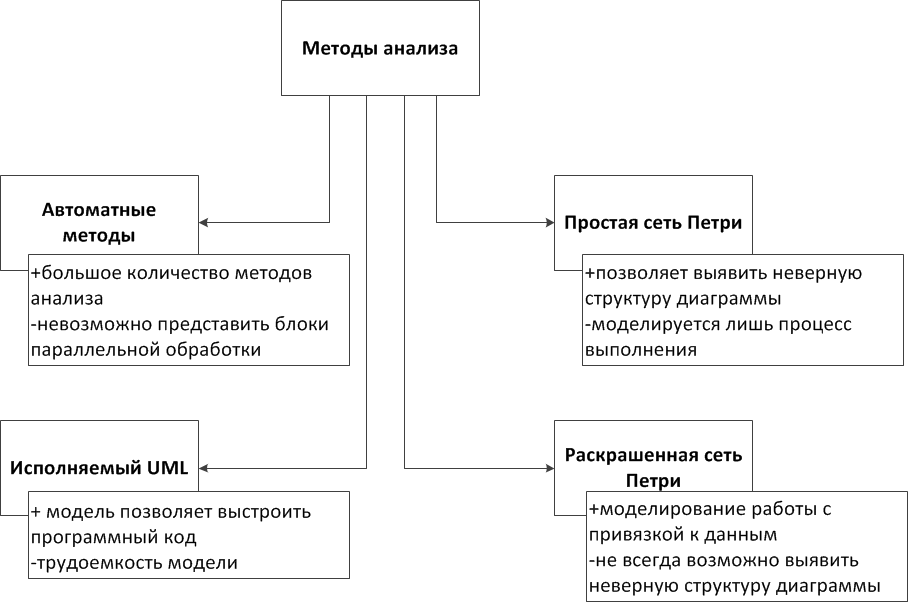 Методы анализа
Автоматные
методы
+большое количество методов
анализа
-невозможно представить блоки
параллельной обработки
Простая сеть Петри
+позволяет выявить неверную
структуру диаграммы
-моделируется лишь процесс
выполнения
Исполняемый UML
+ модель позволяет выстроить
программный код
-трудоемкость модели
Раскрашенная сеть
Петри
+моделирование работы с
привязкой к данным
-не всегда возможно выявить
неверную структуру диаграммы